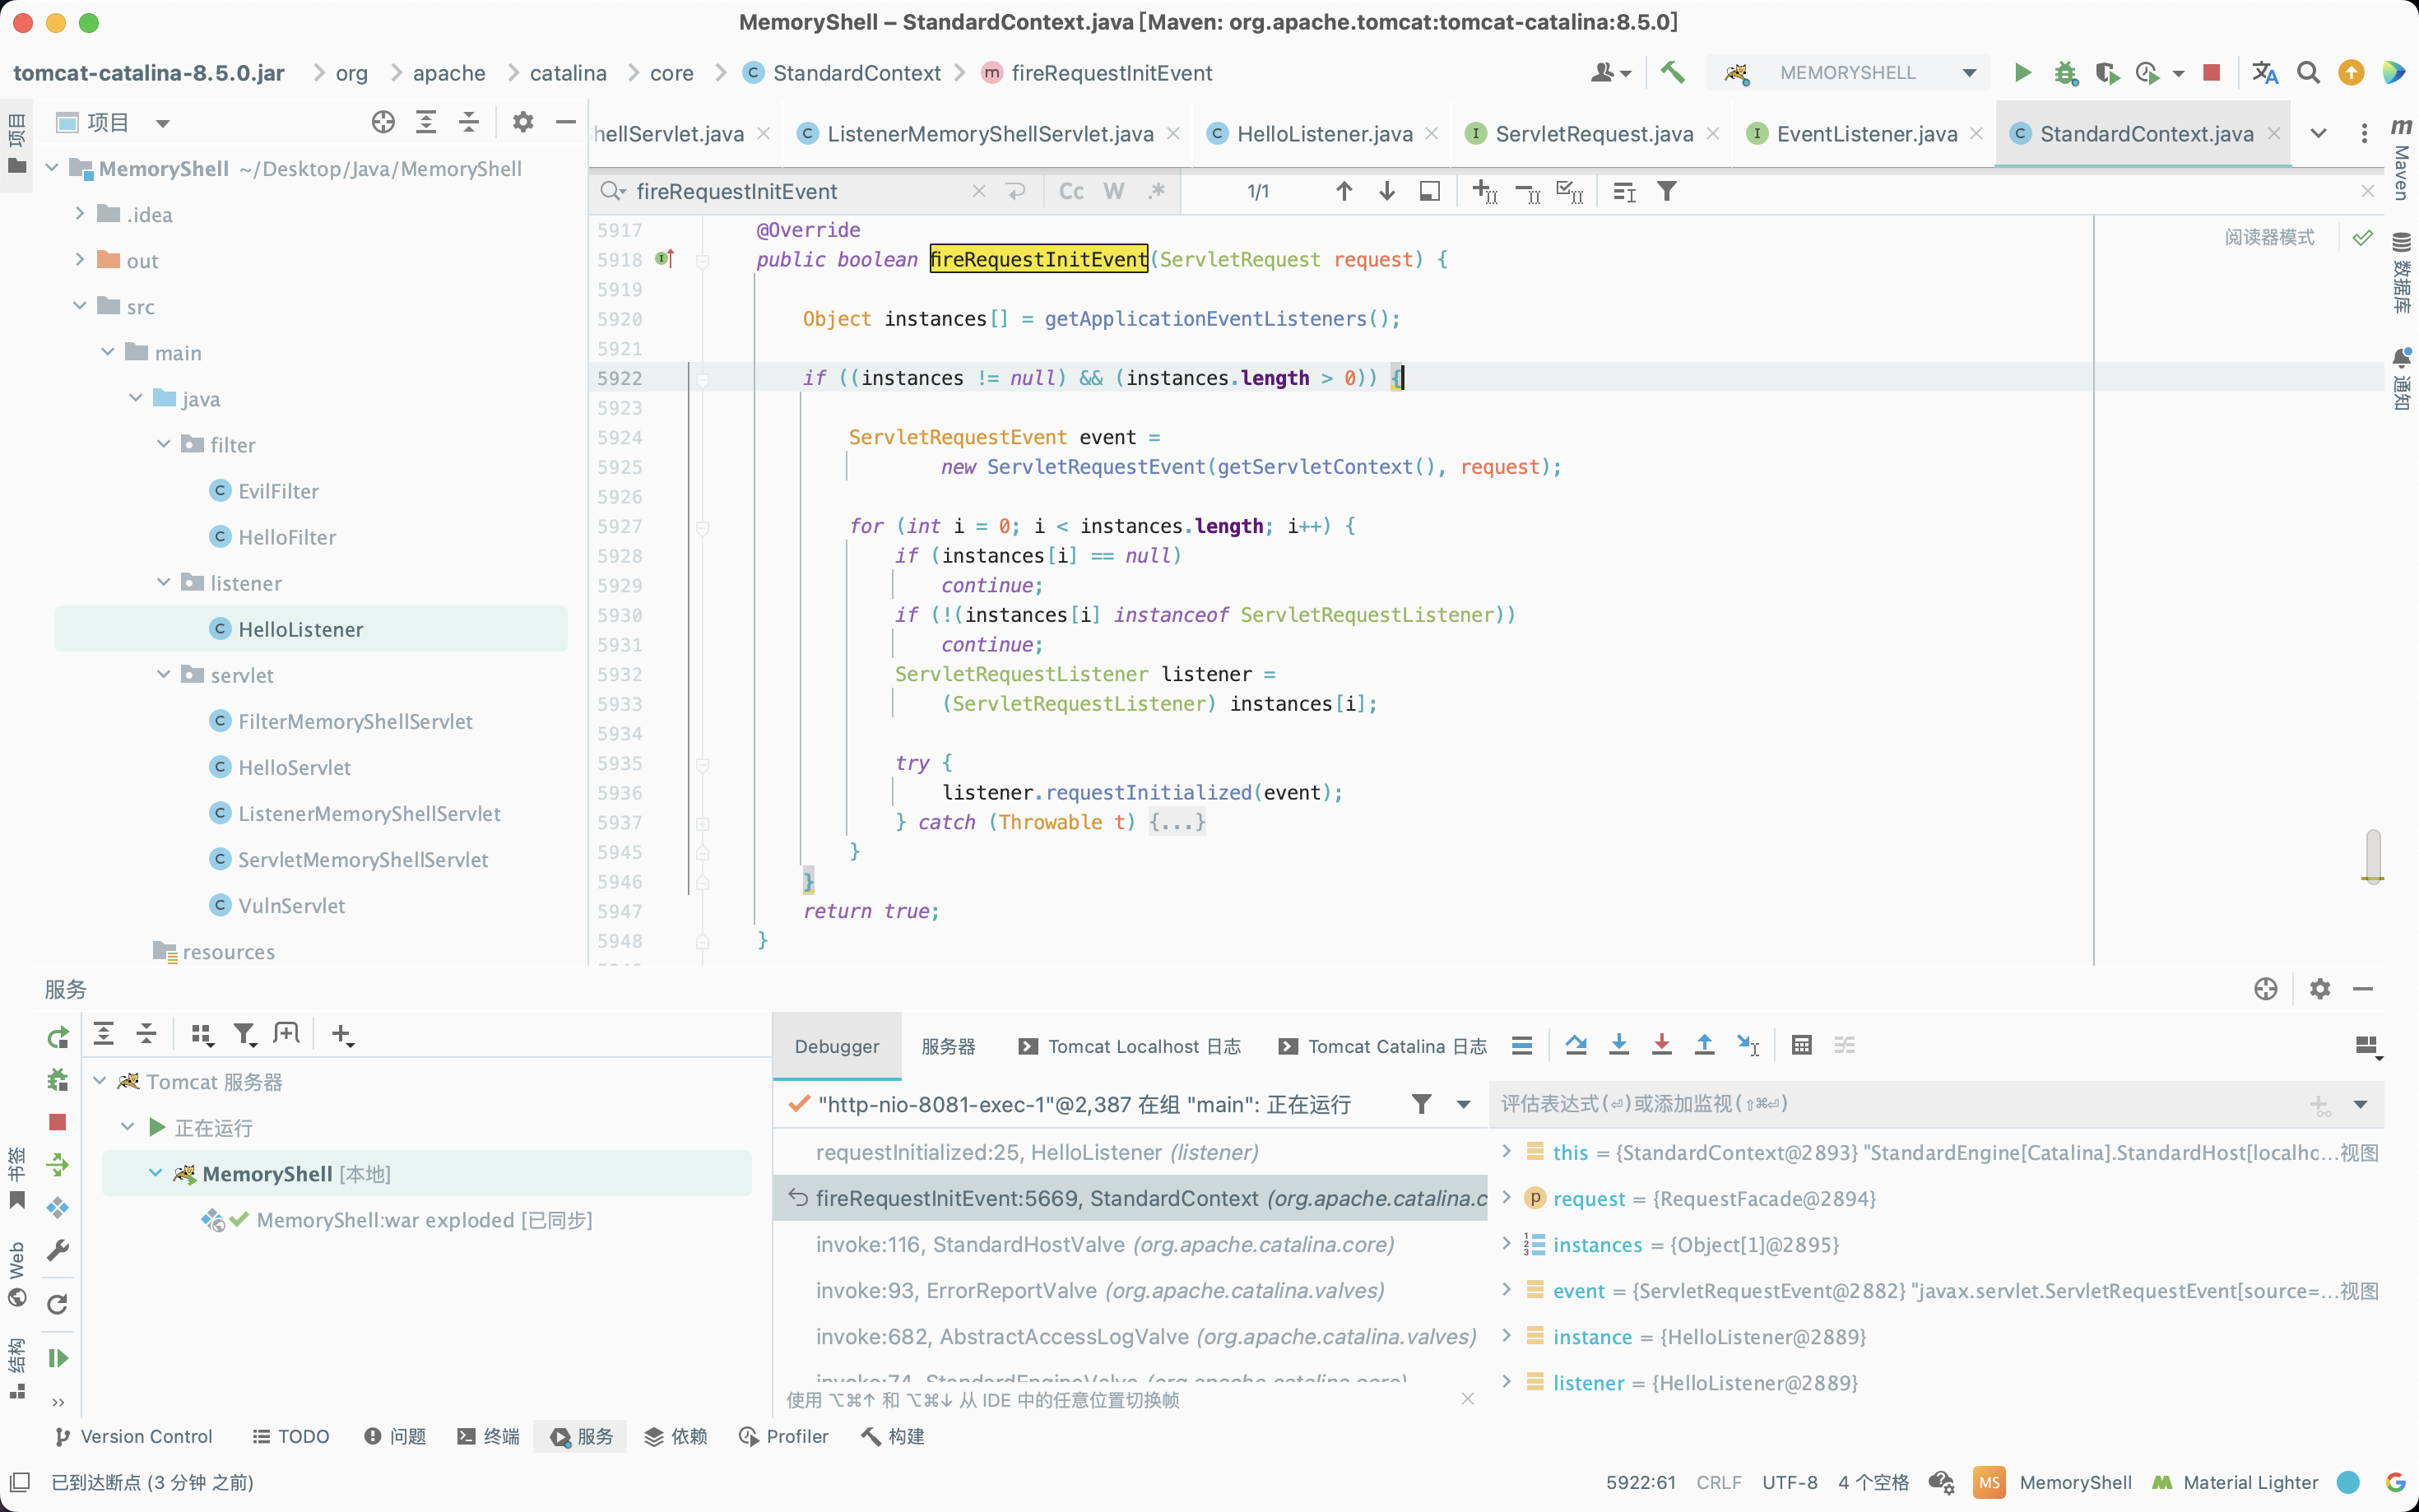 MemoryShell – StandardContext.java [Maven: org.apache.tomcat:tomcat-catalina:8.5.0]
tomcat-catalina-8.5.0.jar org apache catalina core StandardContext fireRequestInitEvent
MEMORYSHELL
项目
hellServlet.java ListenerMemoryShellServlet.java HelloListener.java ServletRequest.java EventListener.java StandardContext.java
fireRequestInitEvent Cc W .* 1/1
阅读器模式
项目
Maven
数据库
通知
MemoryShell ~/Desktop/Java/MemoryShell
.idea
out
src
main
java
filter
EvilFilter
HelloFilter
listener
HelloListener
servlet
FilterMemoryShellServlet
HelloServlet
ListenerMemoryShellServlet
ServletMemoryShellServlet
VulnServlet
resources
5917 @Override
5918 public boolean fireRequestInitEvent(ServletRequest request) {
5919
5920 Object instances[] = getApplicationEventListeners();
5921
5922 if ((instances != null) && (instances.length > 0)) {
5923
5924 ServletRequestEvent event =
5925 new ServletRequestEvent(getServletContext(), request);
5926
5927 for (int i = 0; i < instances.length; i++) {
5928 if (instances[i] == null)
5929 continue;
5930 if (!(instances[i] instanceof ServletRequestListener))
5931 continue;
5932 ServletRequestListener listener =
5933 (ServletRequestListener) instances[i];
5934
5935 try {
5936 listener.requestInitialized(event);
5937 } catch (Throwable t) {...}
5945 }
5946 }
5947 return true;
5948 }
服务
Tomcat 服务器
正在运行
MemoryShell [本地]
MemoryShell:war exploded [已同步]
书签
Web
结构
Debugger 服务器 Tomcat Localhost 日志 Tomcat Catalina 日志
"http-nio-8081-exec-1"@2,387 在组 "main": 正在运行
requestInitialized:25, HelloListener (listener)
fireRequestInitEvent:5669, StandardContext (org.apache.catalina.c
invoke:116, StandardHostValve (org.apache.catalina.core)
invoke:93, ErrorReportValve (org.apache.catalina.valves)
invoke:682, AbstractAccessLogValve (org.apache.catalina.valves)
invoke:74, StandardEngineValve (org.apache.catalina.core)
使用 ⌥⌘↑ 和 ⌥⌘↓ 从 IDE 中的任意位置切换帧
评估表达式(⏎)或添加监视(⇧⌘⏎)
this = {StandardContext@2893} "StandardEngine[Catalina].StandardHost[localhc...视图
request = {RequestFacade@2894}
instances = {Object[1]@2895}
event = {ServletRequestEvent@2882} "javax.servlet.ServletRequestEvent[source=...视图
instance = {HelloListener@2889}
listener = {HelloListener@2889}
Version Control TODO 问题 终端 服务 依赖 Profiler 构建
已到达断点 (3 分钟 之前) 5922:61 CRLF UTF-8 4 个空格 MS MemoryShell Material Lighter